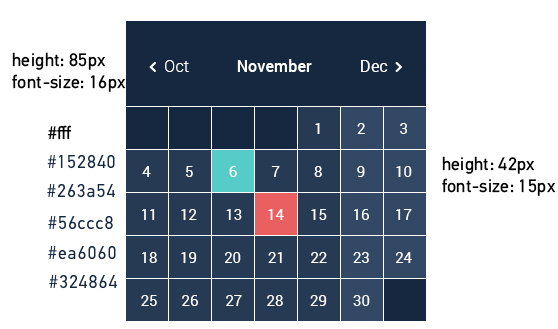 height: 85px
font-size: 16px
Oct November Dec
#fff
#152840
#263a54
#56ccc8
#ea6060
#324864
1 2 3
4 5 6 7 8 9 10
11 12 13 14 15 16 17
18 19 20 21 22 23 24
25 26 27 28 29 30
height: 42px
font-size: 15px